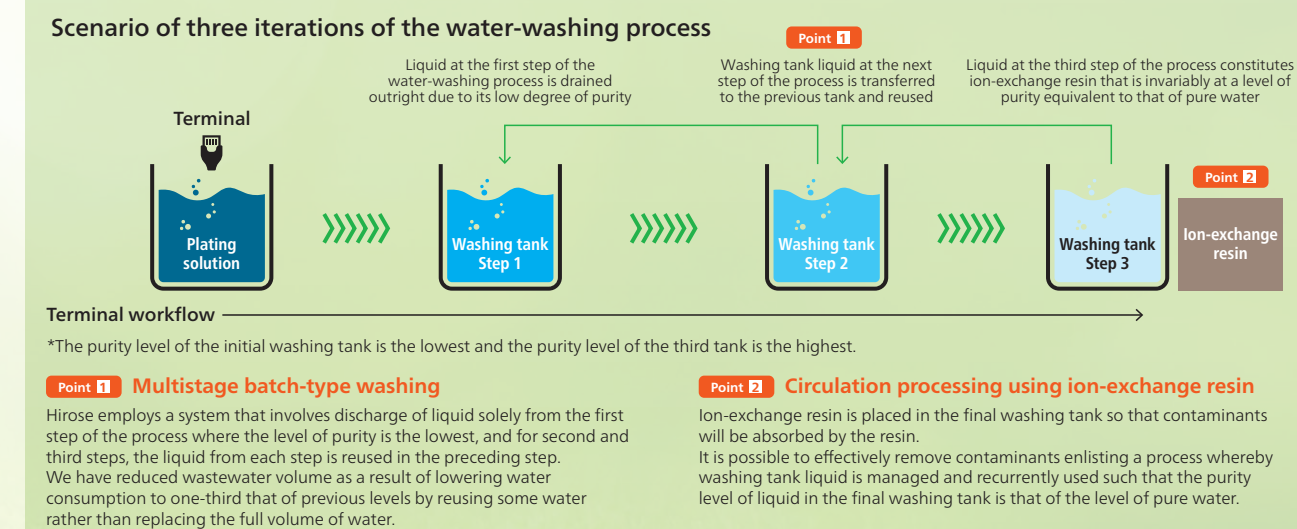 Scenario of three iterations of the water-washing process
Point 1
Liquid at the first step of the
water-washing process is drained
outright due to its low degree of purity
Washing tank liquid at the next
step of the process is transferred
to the previous tank and reused
Liquid at the third step of the process constitutes
ion-exchange resin that is invariably at a level of
purity equivalent to that of pure water
Terminal
Plating
solution
Washing tank
Step 1
Washing tank
Step 2
Washing tank
Step 3
Point 2
Ion-exchange
resin
Terminal workflow
*The purity level of the initial washing tank is the lowest and the purity level of the third tank is the highest.
Point 1 Multistage batch-type washing
Hirose employs a system that involves discharge of liquid solely from the first
step of the process where the level of purity is the lowest, and for second and
third steps, the liquid from each step is reused in the preceding step.
We have reduced wastewater volume as a result of lowering water
consumption to one-third that of previous levels by reusing some water
rather than replacing the full volume of water.
Point 2 Circulation processing using ion-exchange resin
Ion-exchange resin is placed in the final washing tank so that contaminants
will be absorbed by the resin.
It is possible to effectively remove contaminants enlisting a process whereby
washing tank liquid is managed and recurrently used such that the purity
level of liquid in the final washing tank is that of the level of pure water.